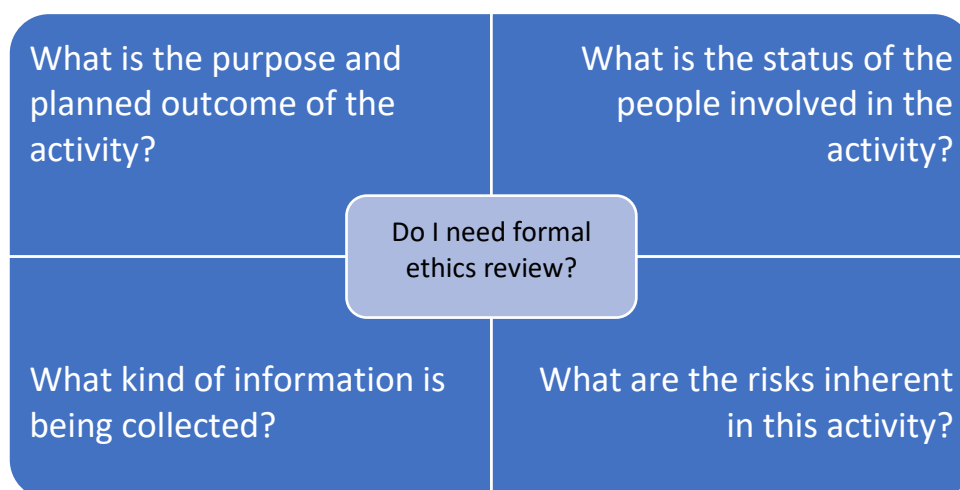 What is the purpose and
planned outcome of the
activity?
What is the status of the
people involved in the
activity?
Do I need formal
ethics review?
What kind of information is
being collected?
What are the risks inherent
in this activity?